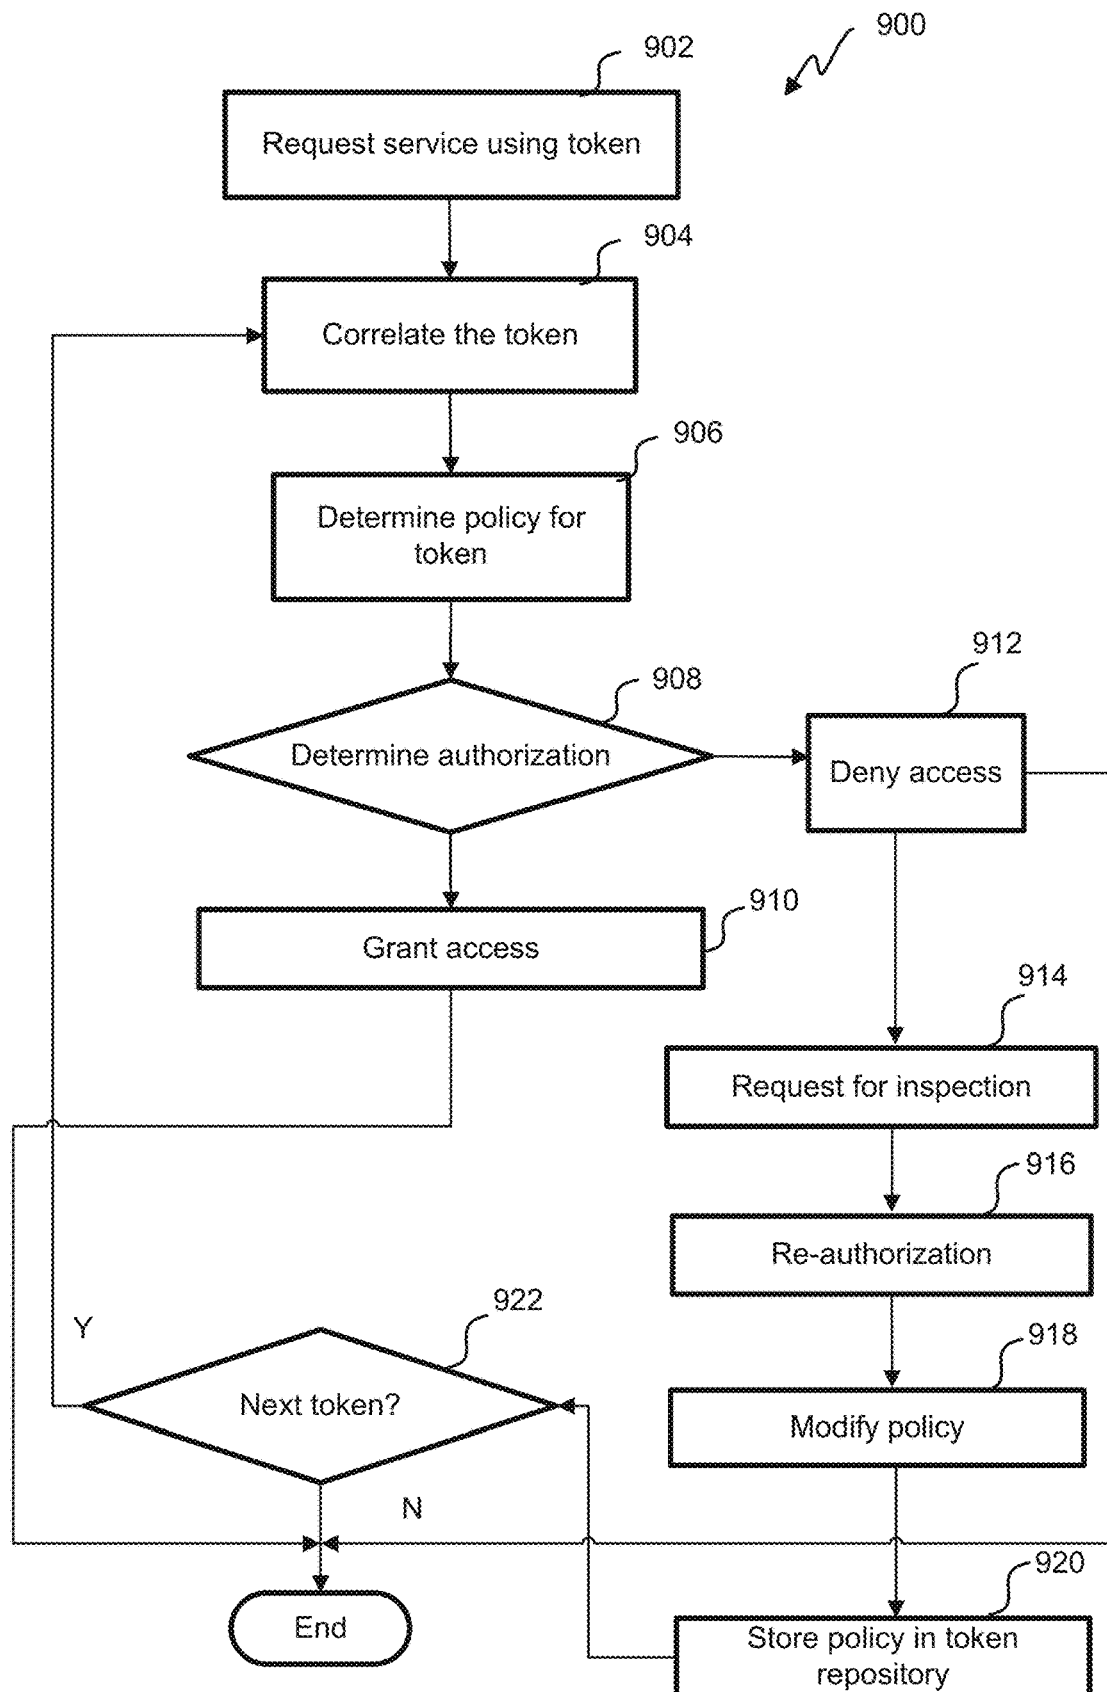 900
902
Request service using token
904
Correlate the token
906
Determine policy for
token
908
Determine authorization
912
Deny access
910
Grant access
914
Request for inspection
916
Re-authorization
918
Modify policy
922
Y
Next token?
N
920
Store policy in token
repository
End